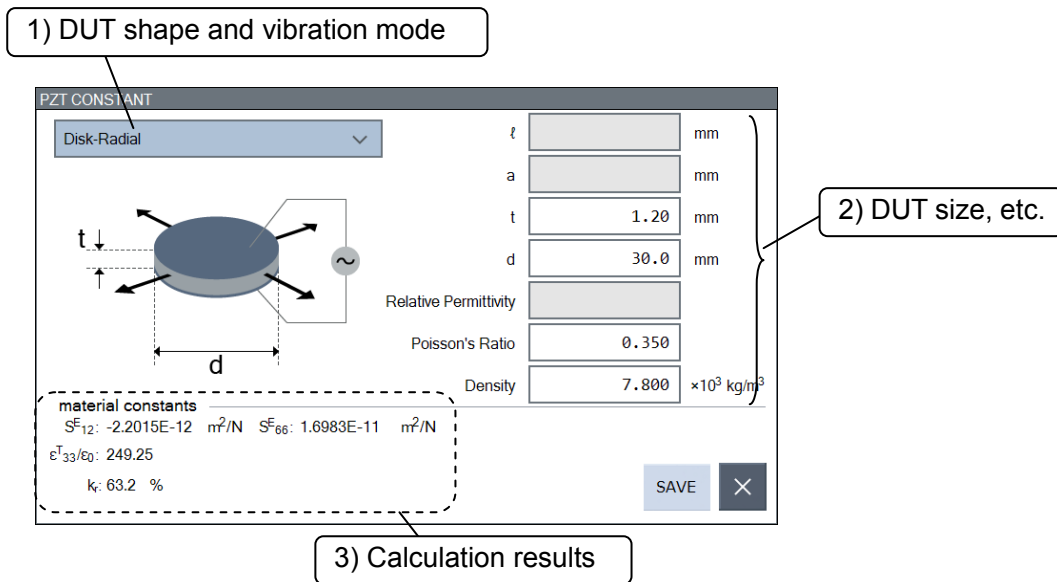 1) DUT shape and vibration mode
PZT CONSTANT
Disk-Radial
ℓ mm
a mm
t 1.20 mm
d 30.0 mm
Relative Permittivity
Poisson's Ratio 0.350
Density 7.800 ×10³ kg/m³
2) DUT size, etc.
t
d
material constants
Sᴱ₁₂: -2.2015E-12 m²/N Sᴱ₆₆: 1.6983E-11 m²/N
εᵀ₃₃/ε₀: 249.25
kᵣ: 63.2 %
SAVE
3) Calculation results